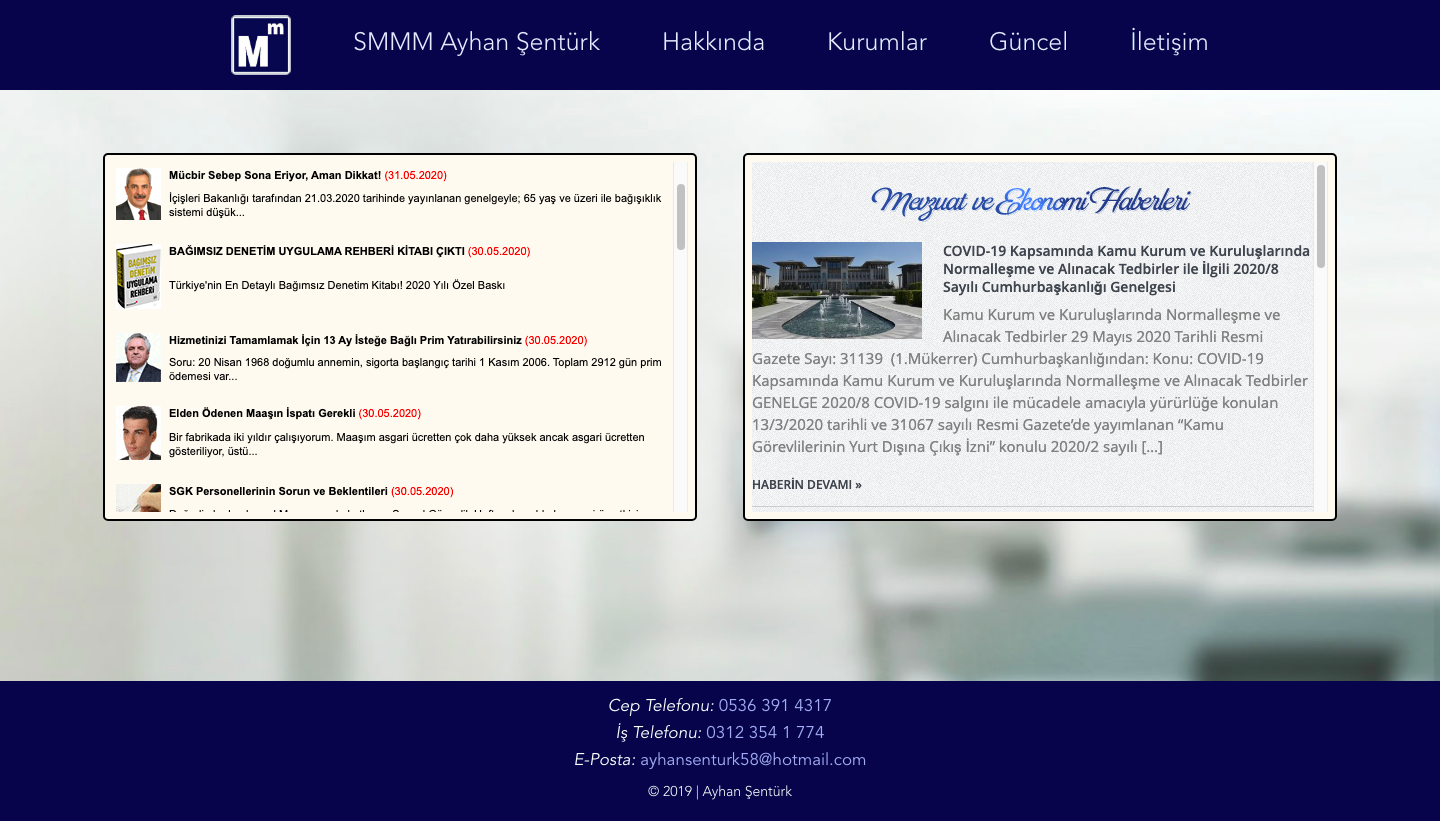 Mm
SMMM Ayhan Şentürk
Hakkında
Kurumlar
Güncel
İletişim
Mücbir Sebep Sona Eriyor, Aman Dikkat! (31.05.2020)
İçişleri Bakanlığı tarafından 21.03.2020 tarihinde yayınlanan genelgeyle; 65 yaş ve üzeri ile bağışıklık
sistemi düşük...
BAĞIMSIZ
DENETİM
UYGULAMA
REHBERİ
BAĞIMSIZ DENETİM UYGULAMA REHBERİ KİTABI ÇIKTI (30.05.2020)
Türkiye'nin En Detaylı Bağımsız Denetim Kitabı! 2020 Yılı Özel Baskı
Hizmetinizi Tamamlamak İçin 13 Ay İsteğe Bağlı Prim Yatırabilirsiniz (30.05.2020)
Soru: 20 Nisan 1968 doğumlu annemin, sigorta başlangıç tarihi 1 Kasım 2006. Toplam 2912 gün prim
ödemesi var...
Elden Ödenen Maaşın İspatı Gerekli (30.05.2020)
Bir fabrikada iki yıldır çalışıyorum. Maaşım asgari ücretten çok daha yüksek ancak asgari ücretten
gösteriliyor, üstü...
SGK Personellerinin Sorun ve Beklentileri (30.05.2020)
Mevzuat ve Ekonomi Haberleri
COVID-19 Kapsamında Kamu Kurum ve Kuruluşlarında
Normalleşme ve Alınacak Tedbirler ile İlgili 2020/8
Sayılı Cumhurbaşkanlığı Genelgesi
Kamu Kurum ve Kuruluşlarında Normalleşme ve
Alınacak Tedbirler 29 Mayıs 2020 Tarihli Resmi
Gazete Sayı: 31139 (1.Mükerrer) Cumhurbaşkanlığından: Konu: COVID-19
Kapsamında Kamu Kurum ve Kuruluşlarında Normalleşme ve Alınacak Tedbirler
GENELGE 2020/8 COVID-19 salgını ile mücadele amacıyla yürürlüğe konulan
13/3/2020 tarihli ve 31067 sayılı Resmi Gazete’de yayımlanan “Kamu
Görevlilerinin Yurt Dışına Çıkış İzni” konulu 2020/2 sayılı [...]
HABERİN DEVAMI »
Cep Telefonu: 0536 391 4317
İş Telefonu: 0312 354 1 774
E-Posta: ayhansenturk58@hotmail.com
© 2019 | Ayhan Şentürk